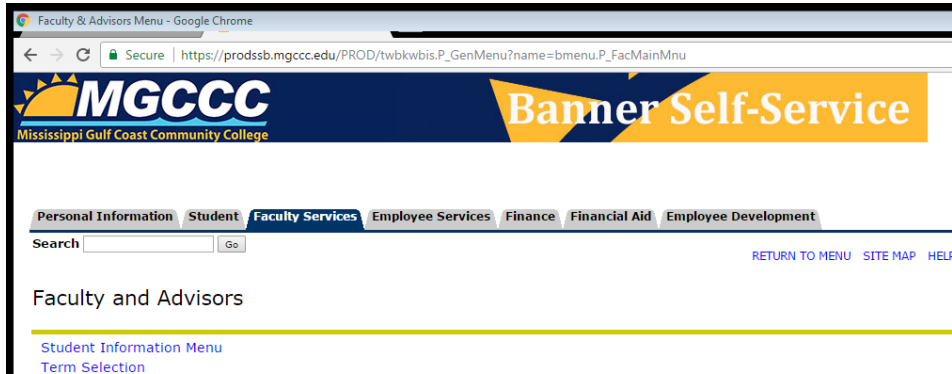 Faculty & Advisors Menu - Google Chrome
Secure | https://prodssb.mgccc.edu/PROD/twbkwbis.P_GenMenu?name=bmenu.P_FacMainMnu
MGCCC
Mississippi Gulf Coast Community College
Banner Self-Service
Personal Information Student Faculty Services Employee Services Finance Financial Aid Employee Development
Search Go
RETURN TO MENU SITE MAP HELP
Faculty and Advisors
Student Information Menu
Term Selection